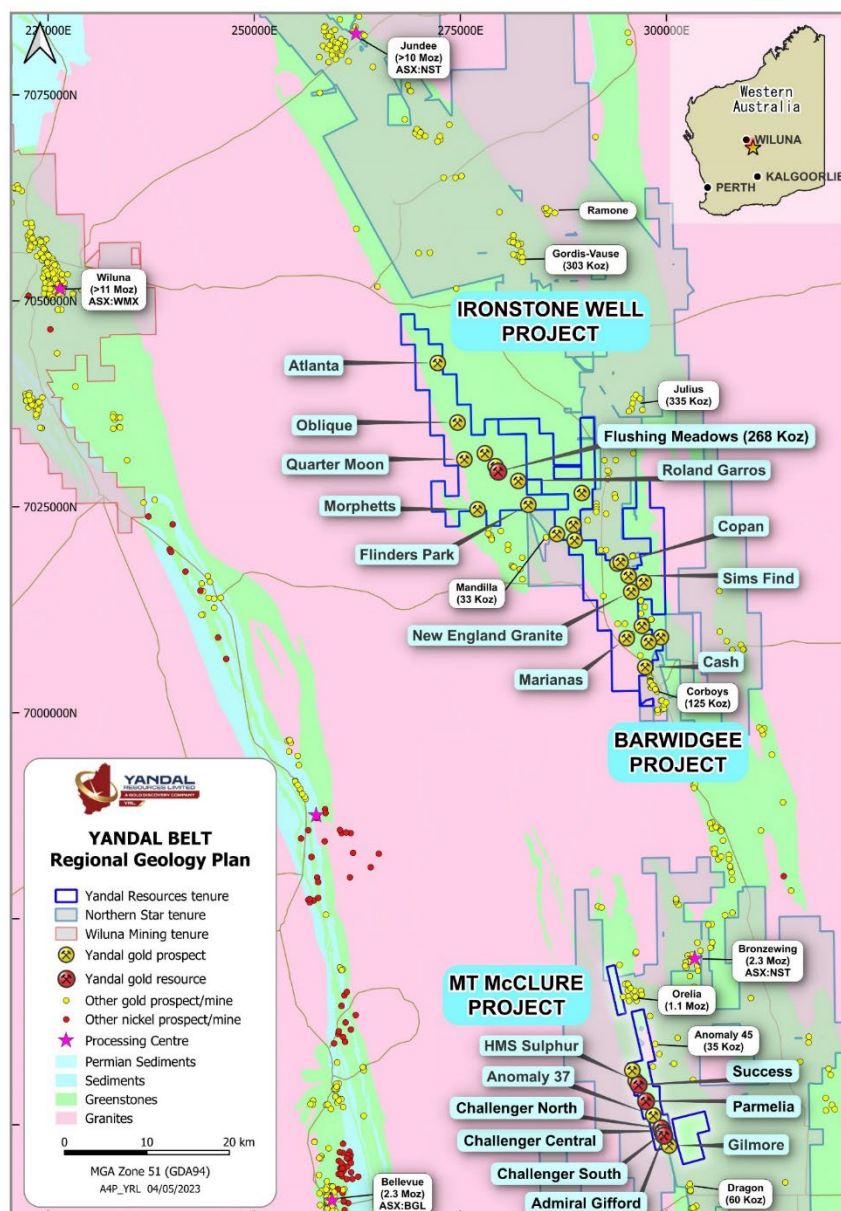 225000E
250000E
275000E
300000E
7075000N
7050000N
7025000N
7000000N
Jundee
(>10 Moz)
ASX:NST
Western
Australia
WILUNA
KALGOORLIE
PERTH
Ramone
Gordis-Vause
(303 Koz)
Wiluna
(>11 Moz)
ASX:WMX
IRONSTONE WELL
PROJECT
Atlanta
Oblique
Quarter Moon
Morphetts
Flinders Park
Julius
(335 Koz)
Flushing Meadows (268 Koz)
Roland Garros
Copan
Sims Find
Mandilla
(33 Koz)
New England Granite
Marianas
Cash
Corboys
(125 Koz)
BARWIDGEE
PROJECT
YANDAL
RESOURCES LIMITED
A GOLD DISCOVERY COMPANY
YRL
YANDAL BELT
Regional Geology Plan
Yandal Resources tenure
Northern Star tenure
Wiluna Mining tenure
Yandal gold prospect
Yandal gold resource
Other gold prospect/mine
Other nickel prospect/mine
Processing Centre
Permian Sediments
Sediments
Greenstones
Granites
0 10 20 km
MGA Zone 51 (GDA94)
A4P_YRL 04/05/2023
Bronzewing
(2.3 Moz)
ASX:NST
MT McCLURE
PROJECT
Orelia
(1.1 Moz)
Anomaly 45
(35 Koz)
HMS Sulphur
Anomaly 37
Challenger North
Challenger Central
Challenger South
Admiral Gifford
Success
Parmelia
Gilmore
Bellevue
(2.3 Moz)
ASX:BGL
Dragon
(60 Koz)